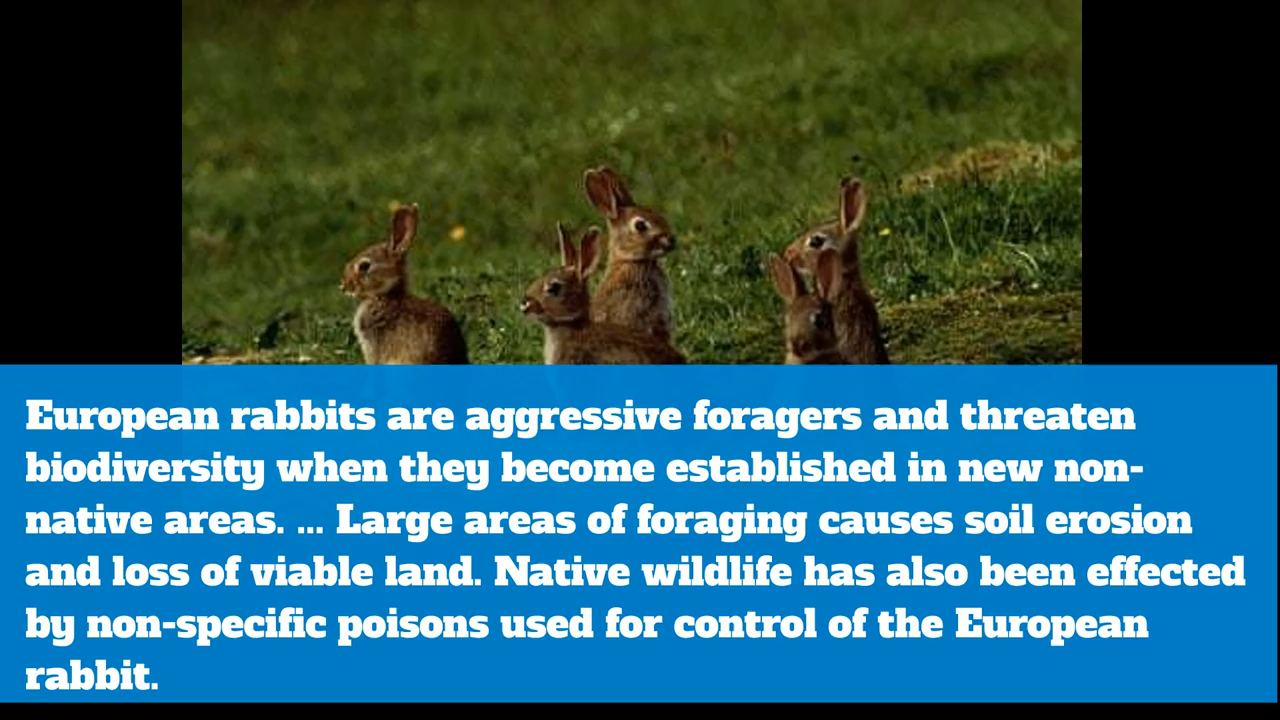 European rabbits are aggressive foragers and threaten
biodiversity when they become established in new non-
native areas. ... Large areas of foraging causes soil erosion
and loss of viable land. Native wildlife has also been effected
by non-specific poisons used for control of the European
rabbit.